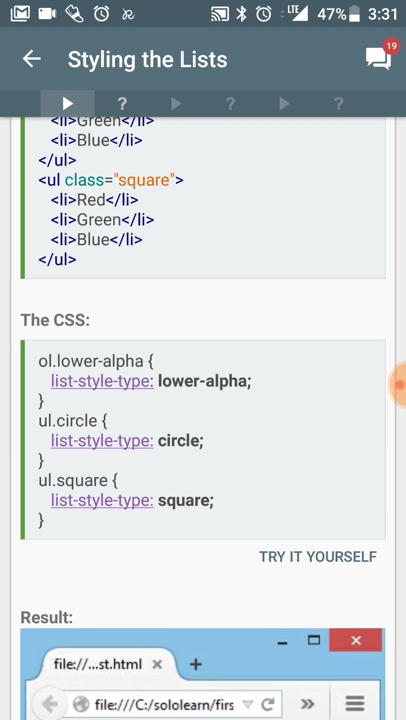 LTE 47% 3:31
Styling the Lists
19
? ? ?
<li>Green</li>
<li>Blue</li>
</ul>
<ul class="square">
<li>Red</li>
<li>Green</li>
<li>Blue</li>
</ul>
The CSS:
ol.lower-alpha {
list-style-type: lower-alpha;
}
ul.circle {
list-style-type: circle;
}
ul.square {
list-style-type: square;
}
TRY IT YOURSELF
Result:
file://...st.html
file:///C:/sololearn/firs